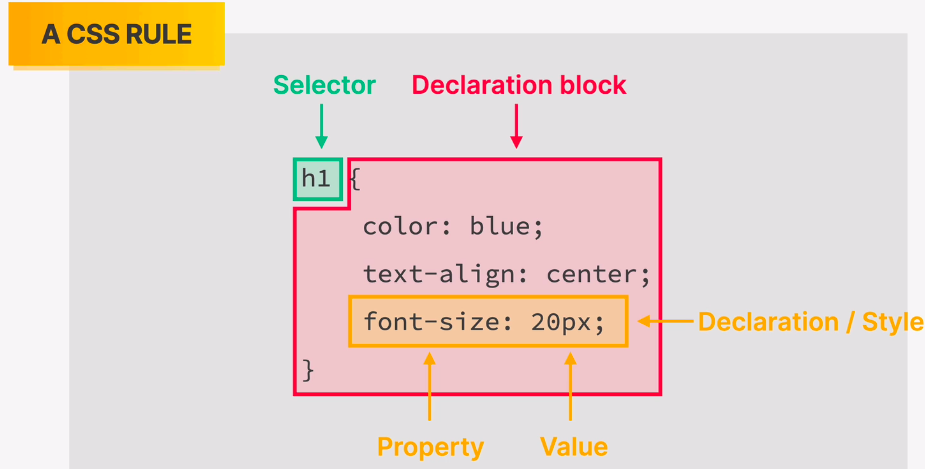 A CSS RULE
Selector Declaration block
h1 {
color: blue;
text-align: center;
font-size: 20px;
Declaration / Style
}
Property Value